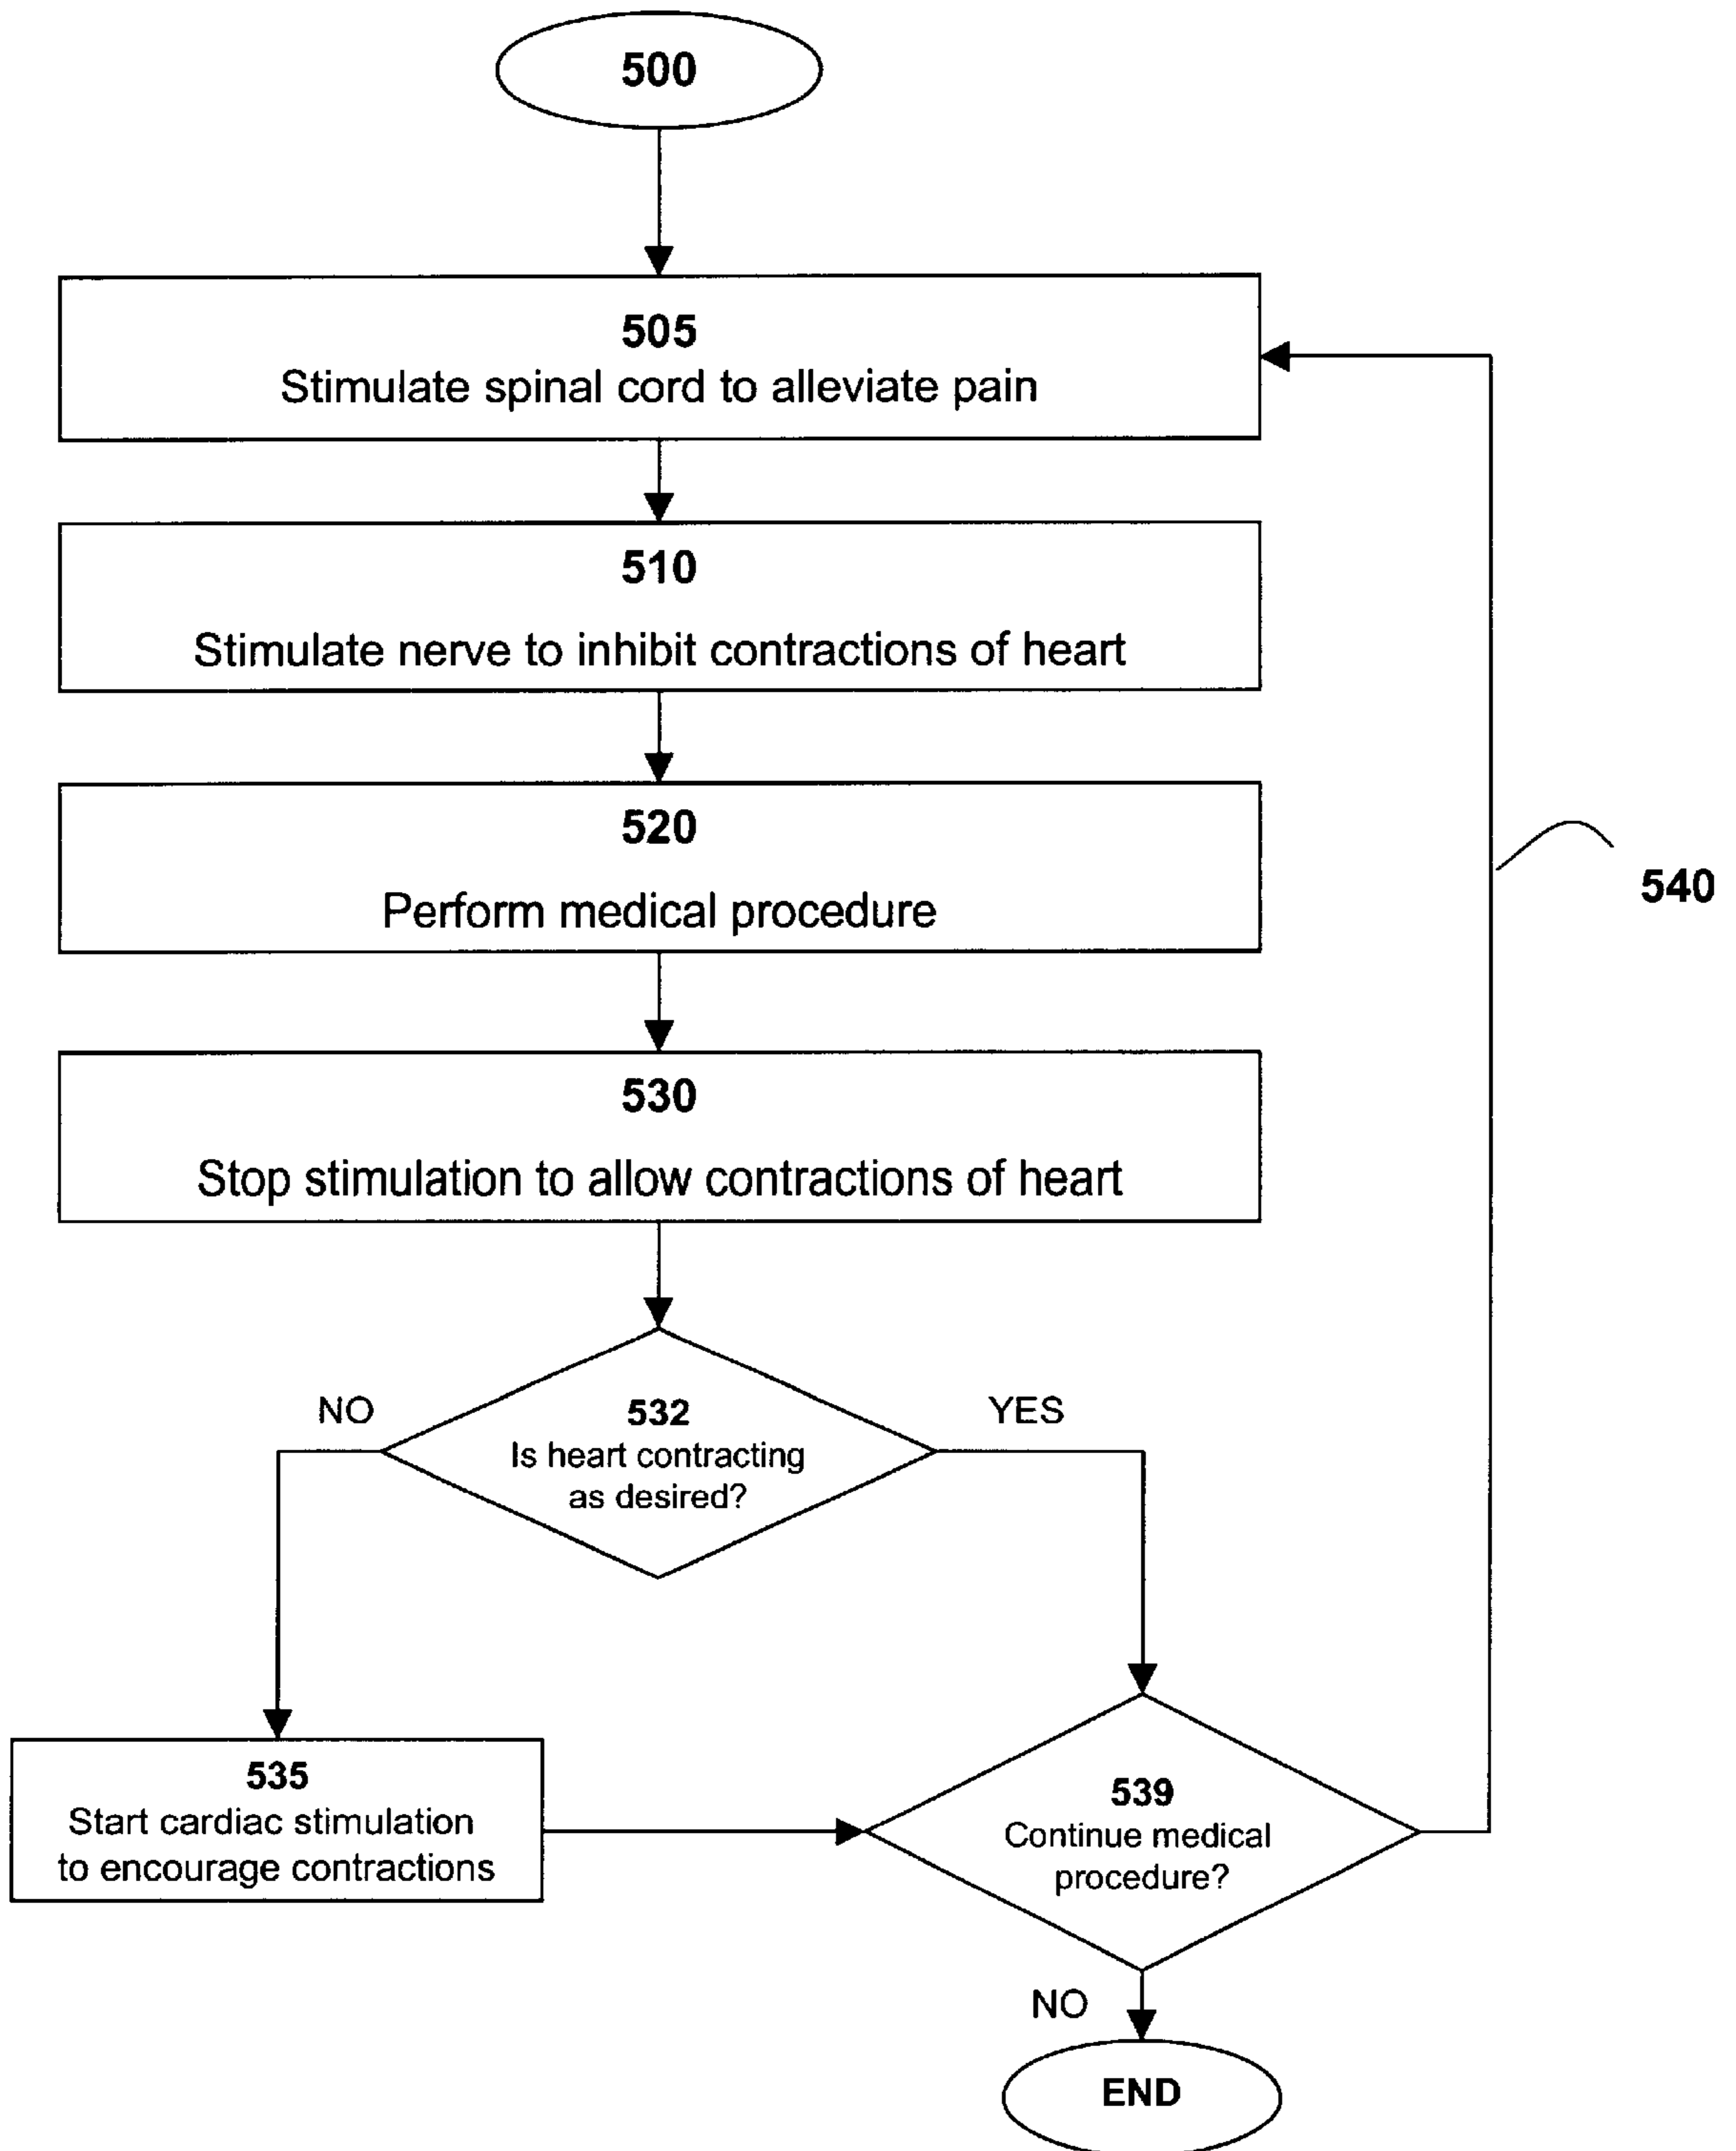 500
505
Stimulate spinal cord to alleviate pain
510
Stimulate nerve to inhibit contractions of heart
520
Perform medical procedure
540
530
Stop stimulation to allow contractions of heart
NO
532
YES
Is heart contracting
as desired?
535
Start cardiac stimulation
to encourage contractions
539
Continue medical
procedure?
NO
END